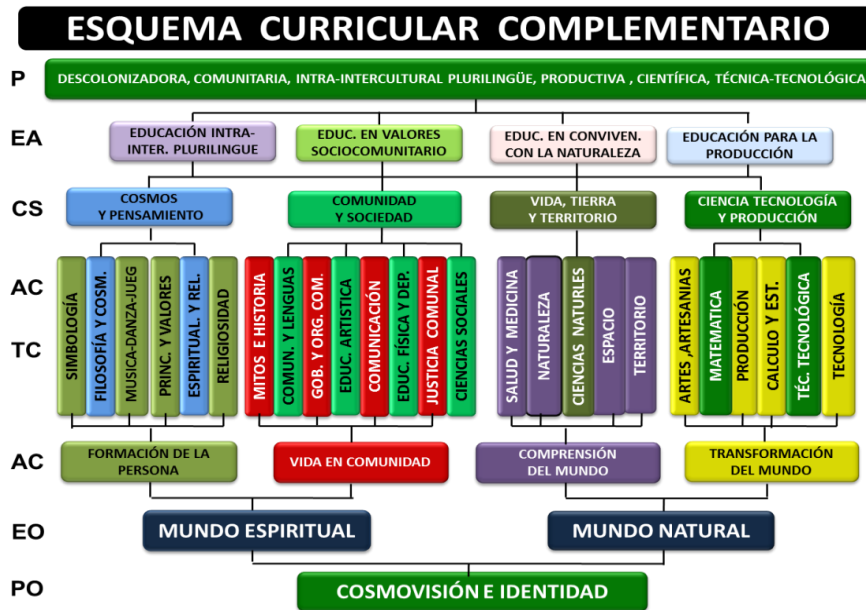 ESQUEMA CURRICULAR COMPLEMENTARIO
P
DESCOLONIZADORA, COMUNITARIA, INTRA-INTERCULTURAL PLURILINGÜE, PRODUCTIVA , CIENTÍFICA, TÉCNICA-TECNOLÓGICA
EA
EDUCACIÓN INTRA-
INTER. PLURILINGUE
EDUC. EN VALORES
SOCIOCOMUNITARIO
EDUC. EN CONVIVEN.
CON LA NATURALEZA
EDUCACIÓN PARA LA
PRODUCCIÓN
CS
COSMOS
Y PENSAMIENTO
COMUNIDAD
Y SOCIEDAD
VIDA, TIERRA
Y TERRITORIO
CIENCIA TECNOLOGÍA
Y PRODUCCIÓN
AC
TC
SIMBOLOGÍA
FILOSOFÍA Y COSM.
MUSICA-DANZA-JUEG
PRINC. Y VALORES
ESPIRITUAL. Y REL.
RELIGIOSIDAD
MITOS E HISTORIA
COMUN. Y LENGUAS
GOB. Y ORG. COM.
EDUC. ARTISTICA
COMUNICACIÓN
EDUC. FÍSICA Y DEP.
JUSTICIA COMUNAL
CIENCIAS SOCIALES
SALUD Y MEDICINA
NATURALEZA
CIENCIAS NATURLES
ESPACIO
TERRITORIO
ARTES ,ARTESANIAS
MATEMATICA
PRODUCCIÓN
CALCULO Y EST.
TÉC. TECNOLÓGICA
TECNOLOGÍA
AC
FORMACIÓN DE LA
PERSONA
VIDA EN COMUNIDAD
COMPRENSIÓN
DEL MUNDO
TRANSFORMACIÓN
DEL MUNDO
EO
MUNDO ESPIRITUAL
MUNDO NATURAL
PO
COSMOVISIÓN E IDENTIDAD